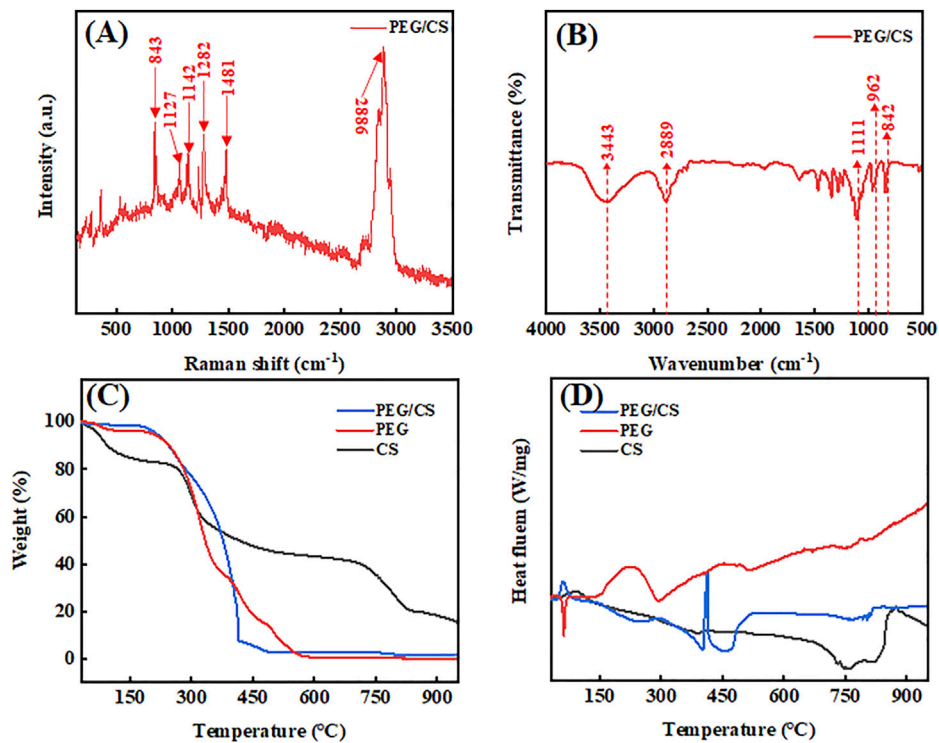 (A)
PEG/CS
843
1127
1142
1282
1481
2886
Intensity (a.u.)
500 1000 1500 2000 2500 3000 3500
Raman shift (cm⁻¹)
(B)
PEG/CS
3443
2889
1111
962
842
Transmittance (%)
4000 3500 3000 2500 2000 1500 1000 500
Wavenumber (cm⁻¹)
(C)
PEG/CS
PEG
CS
100
80
60
40
20
0
Weight (%)
150 300 450 600 750 900
Temperature (°C)
(D)
PEG/CS
PEG
CS
Heat fluem (W/mg)
150 300 450 600 750 900
Temperature (°C)